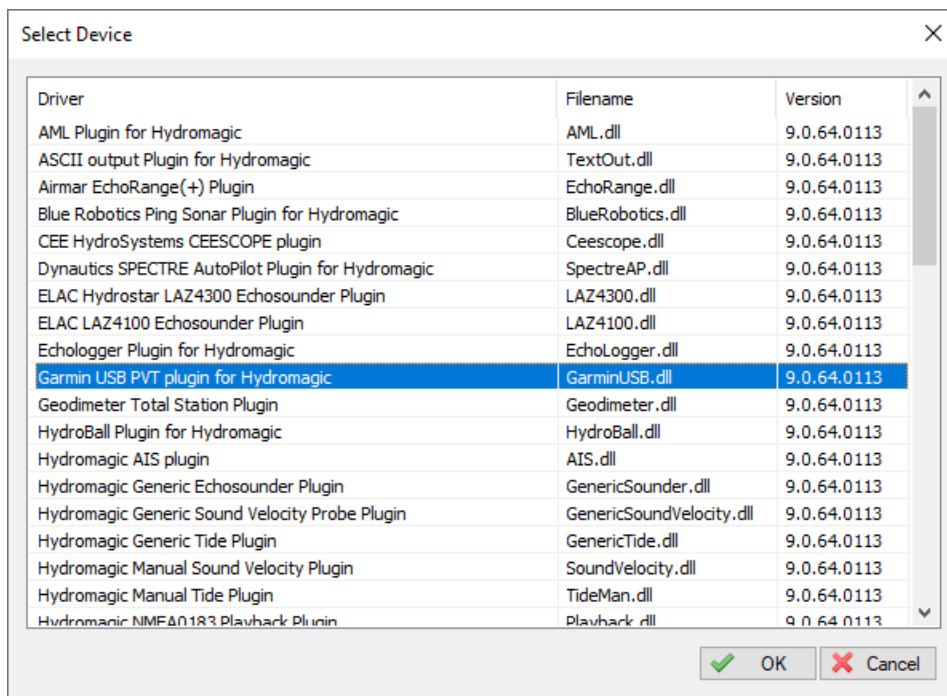 Select Device
Driver Filename Version
AML Plugin for Hydromagic AML.dll 9.0.64.0113
ASCII output Plugin for Hydromagic TextOut.dll 9.0.64.0113
Airmar EchoRange(+) Plugin EchoRange.dll 9.0.64.0113
Blue Robotics Ping Sonar Plugin for Hydromagic BlueRobotics.dll 9.0.64.0113
CEE HydroSystems CEESCOPE plugin Ceescope.dll 9.0.64.0113
Dynautics SPECTRE AutoPilot Plugin for Hydromagic SpectreAP.dll 9.0.64.0113
ELAC Hydrostar LAZ4300 Echosounder Plugin LAZ4300.dll 9.0.64.0113
ELAC LAZ4100 Echosounder Plugin LAZ4100.dll 9.0.64.0113
Echologger Plugin for Hydromagic EchoLogger.dll 9.0.64.0113
Garmin USB PVT plugin for Hydromagic GarminUSB.dll 9.0.64.0113
Geodimeter Total Station Plugin Geodimeter.dll 9.0.64.0113
HydroBall Plugin for Hydromagic HydroBall.dll 9.0.64.0113
Hydromagic AIS plugin AIS.dll 9.0.64.0113
Hydromagic Generic Echosounder Plugin GenericSounder.dll 9.0.64.0113
Hydromagic Generic Sound Velocity Probe Plugin GenericSoundVelocity.dll 9.0.64.0113
Hydromagic Generic Tide Plugin GenericTide.dll 9.0.64.0113
Hydromagic Manual Sound Velocity Plugin SoundVelocity.dll 9.0.64.0113
Hydromagic Manual Tide Plugin TideMan.dll 9.0.64.0113
Hydromagic NMEA0183 Playback Plugin Playback.dll 9.0.64.0113
OK Cancel